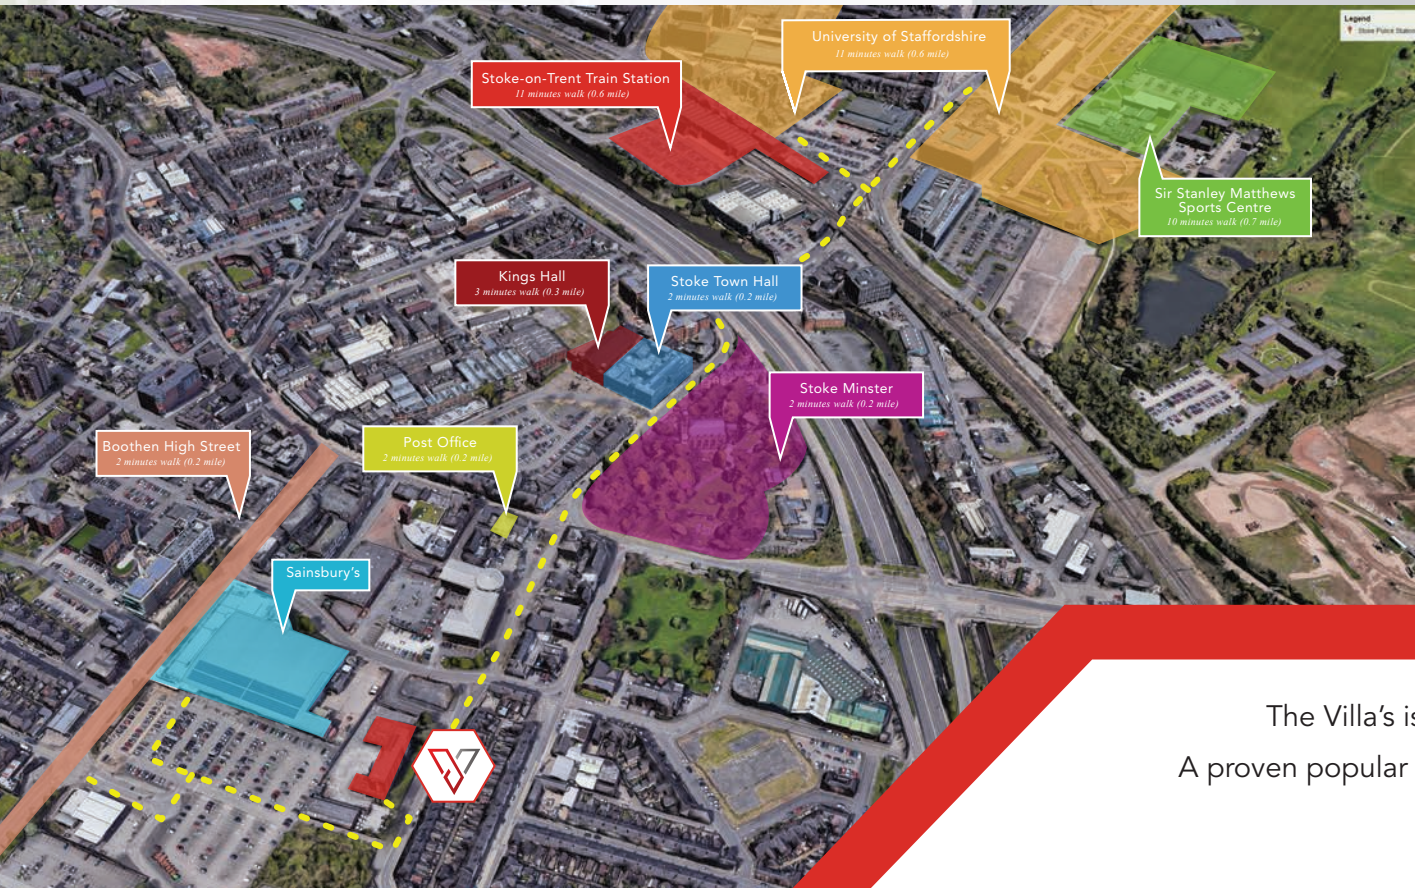 Legend
Stoke Police Station
University of Staffordshire
11 minutes walk (0.6 mile)
Stoke-on-Trent Train Station
11 minutes walk (0.6 mile)
Sir Stanley Matthews
Sports Centre
10 minutes walk (0.7 mile)
Kings Hall
3 minutes walk (0.3 mile)
Stoke Town Hall
2 minutes walk (0.2 mile)
Stoke Minster
2 minutes walk (0.2 mile)
Boothen High Street
2 minutes walk (0.2 mile)
Post Office
2 minutes walk (0.2 mile)
Sainsbury's
The Villa's is
A proven popular